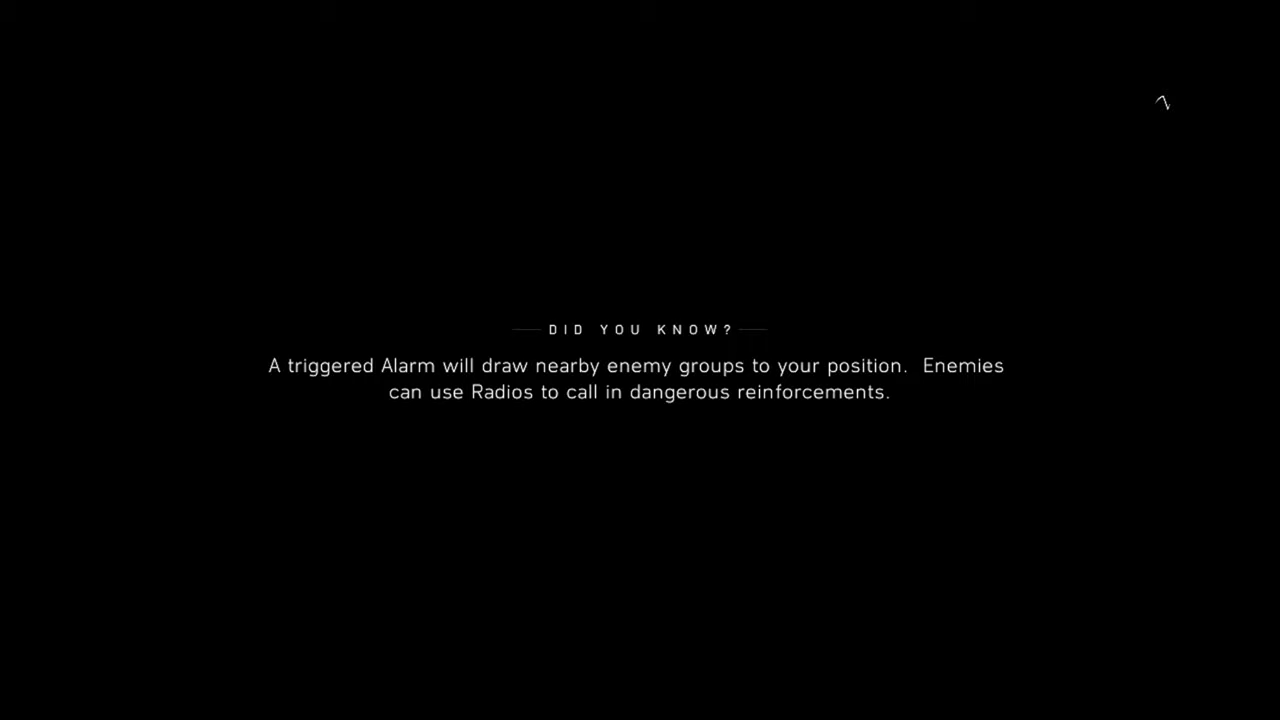 DID YOU KNOW?
A triggered Alarm will draw nearby enemy groups to your position.  Enemies
can use Radios to call in dangerous reinforcements.